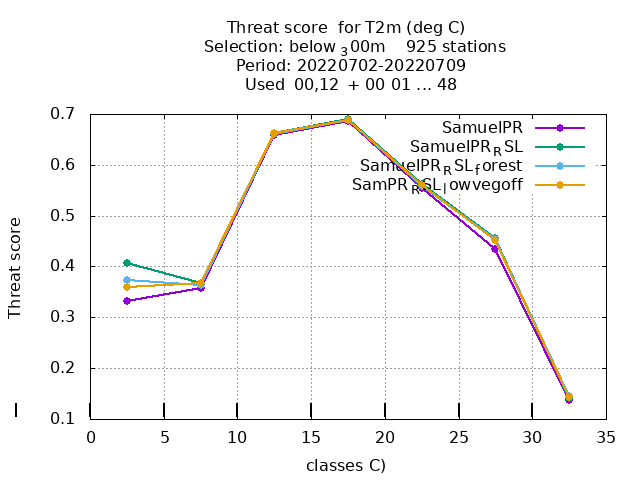 Threat score for T2m (deg C)
Selection: below ₃00m 925 stations
Period: 20220702-20220709
Used 00,12 + 00 01 ... 48
0.7
0.6
0.5
0.4
0.3
0.2
0.1
Threat score
SamuelPR
SamuelPR_RSL
SamuelPR_RSL_forest
SamPR_RSL_lowvegoff
0 5 10 15 20 25 30 35
classes C)